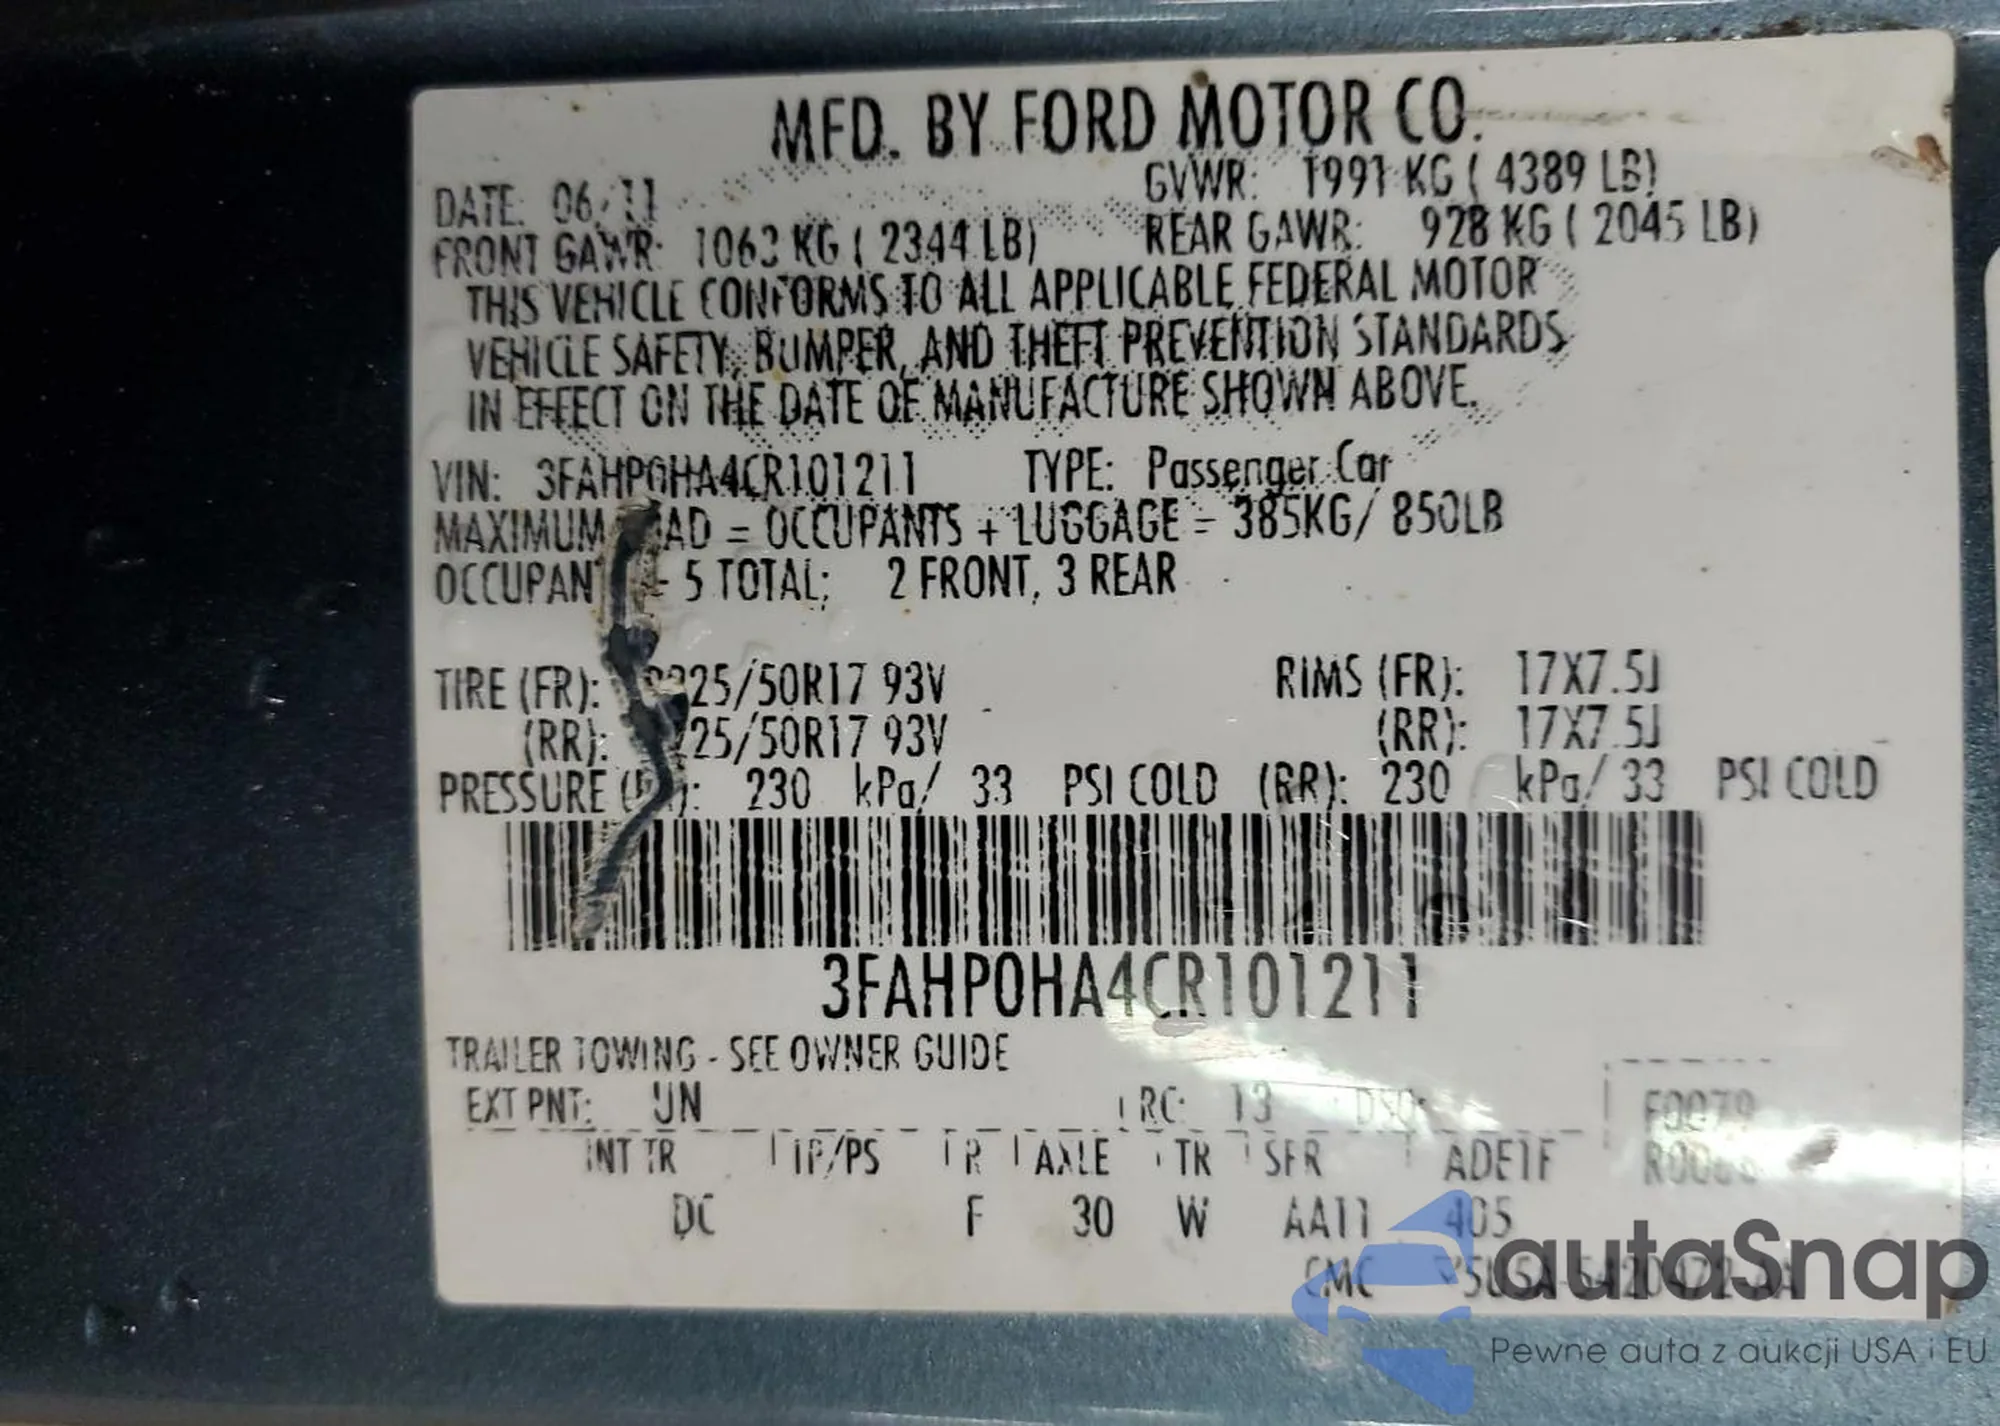 MFD. BY FORD MOTOR CO.
DATE: 06/11 GVWR: 1991 KG ( 4389 LB)
FRONT GAWR: 1063 KG ( 2344 LB) REAR GAWR: 928 KG ( 2045 LB)
THIS VEHICLE CONFORMS TO ALL APPLICABLE FEDERAL MOTOR
VEHICLE SAFETY, BUMPER, AND THEFT PREVENTION STANDARDS
IN EFFECT ON THE DATE OF MANUFACTURE SHOWN ABOVE.
VIN: 3FAHP0HA4CR101211 TYPE: Passenger Car
MAXIMUM = OCCUPANTS + LUGGAGE = 385KG/ 850LB
5 TOTAL; 2 FRONT, 3 REAR
TIRE (FR): 225/50R17 93V RIMS (FR): 17X7.5J
(RR): 225/50R17 93V (RR): 17X7.5J
PRESSURE 230 kPa/ 33 PSI COLD (RR): 230 kPa/ 33 PSI COLD
3FAHP0HA4CR101211
TRAILER TOWING - SEE OWNER GUIDE
EXT PNT: UN RC: 13 DSO:
INT TR IP/PS R AXLE TR SPR ADE1F
DC F 30 W AA11 405
CMC
autoSnap
Pewne auta z aukcji USA i EU